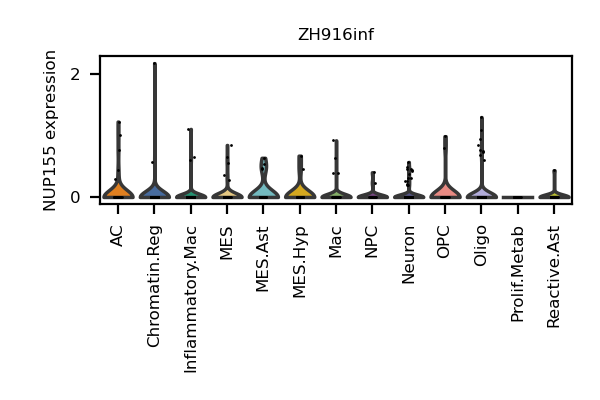 ZH916inf
NUP155 expression
2
0
AC
Chromatin.Reg
Inflammatory.Mac
MES
MES.Ast
MES.Hyp
Mac
NPC
Neuron
OPC
Oligo
Prolif.Metab
Reactive.Ast